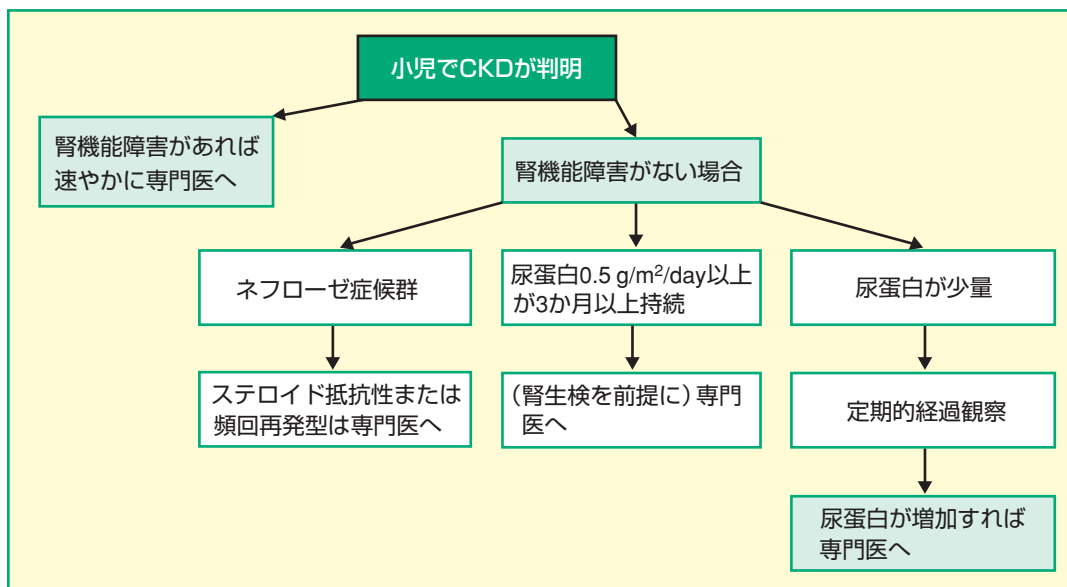 小児でCKDが判明
腎機能障害があれば
速やかに専門医へ
腎機能障害がない場合
ネフローゼ症候群
尿蛋白0.5 g/m²/day以上
が3か月以上持続
尿蛋白が少量
ステロイド抵抗性または
頻回再発型は専門医へ
（腎生検を前提に）専門
医へ
定期的経過観察
尿蛋白が増加すれば
専門医へ